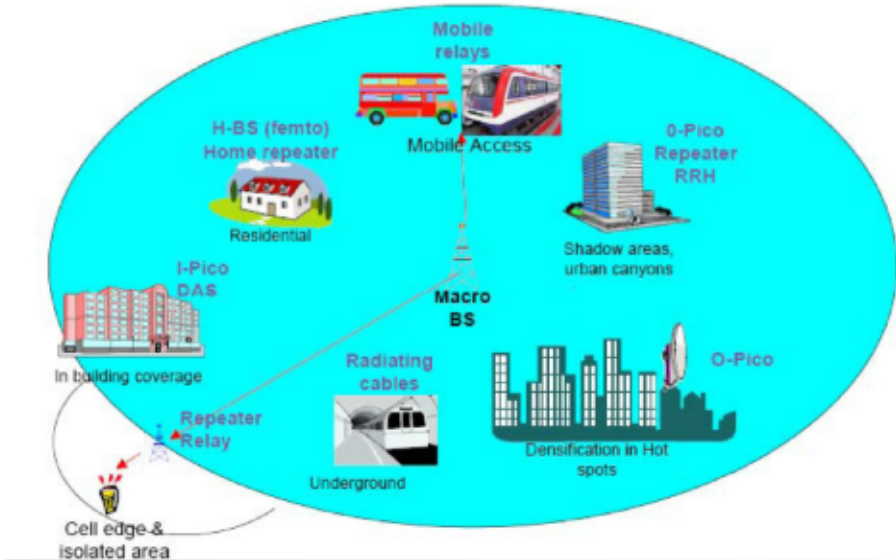 Mobile
relays
Mobile Access
H-BS (femto)
Home repeater
Residential
0-Pico
Repeater
RRH
Shadow areas,
urban canyons
I-Pico
DAS
In building coverage
Macro
BS
Radiating
cables
Underground
O-Pico
Densification in Hot
spots
Repeater
Relay
Cell edge &
isolated area